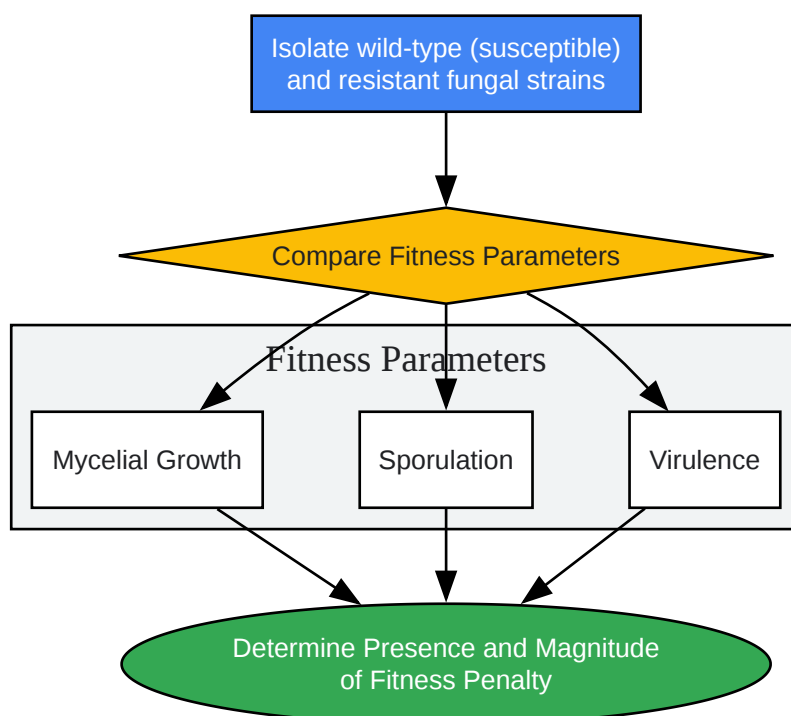 Isolate wild-type (susceptible)
and resistant fungal strains
Compare Fitness Parameters
Fitness Parameters
Mycelial Growth
Sporulation
Virulence
Determine Presence and Magnitude
of Fitness Penalty